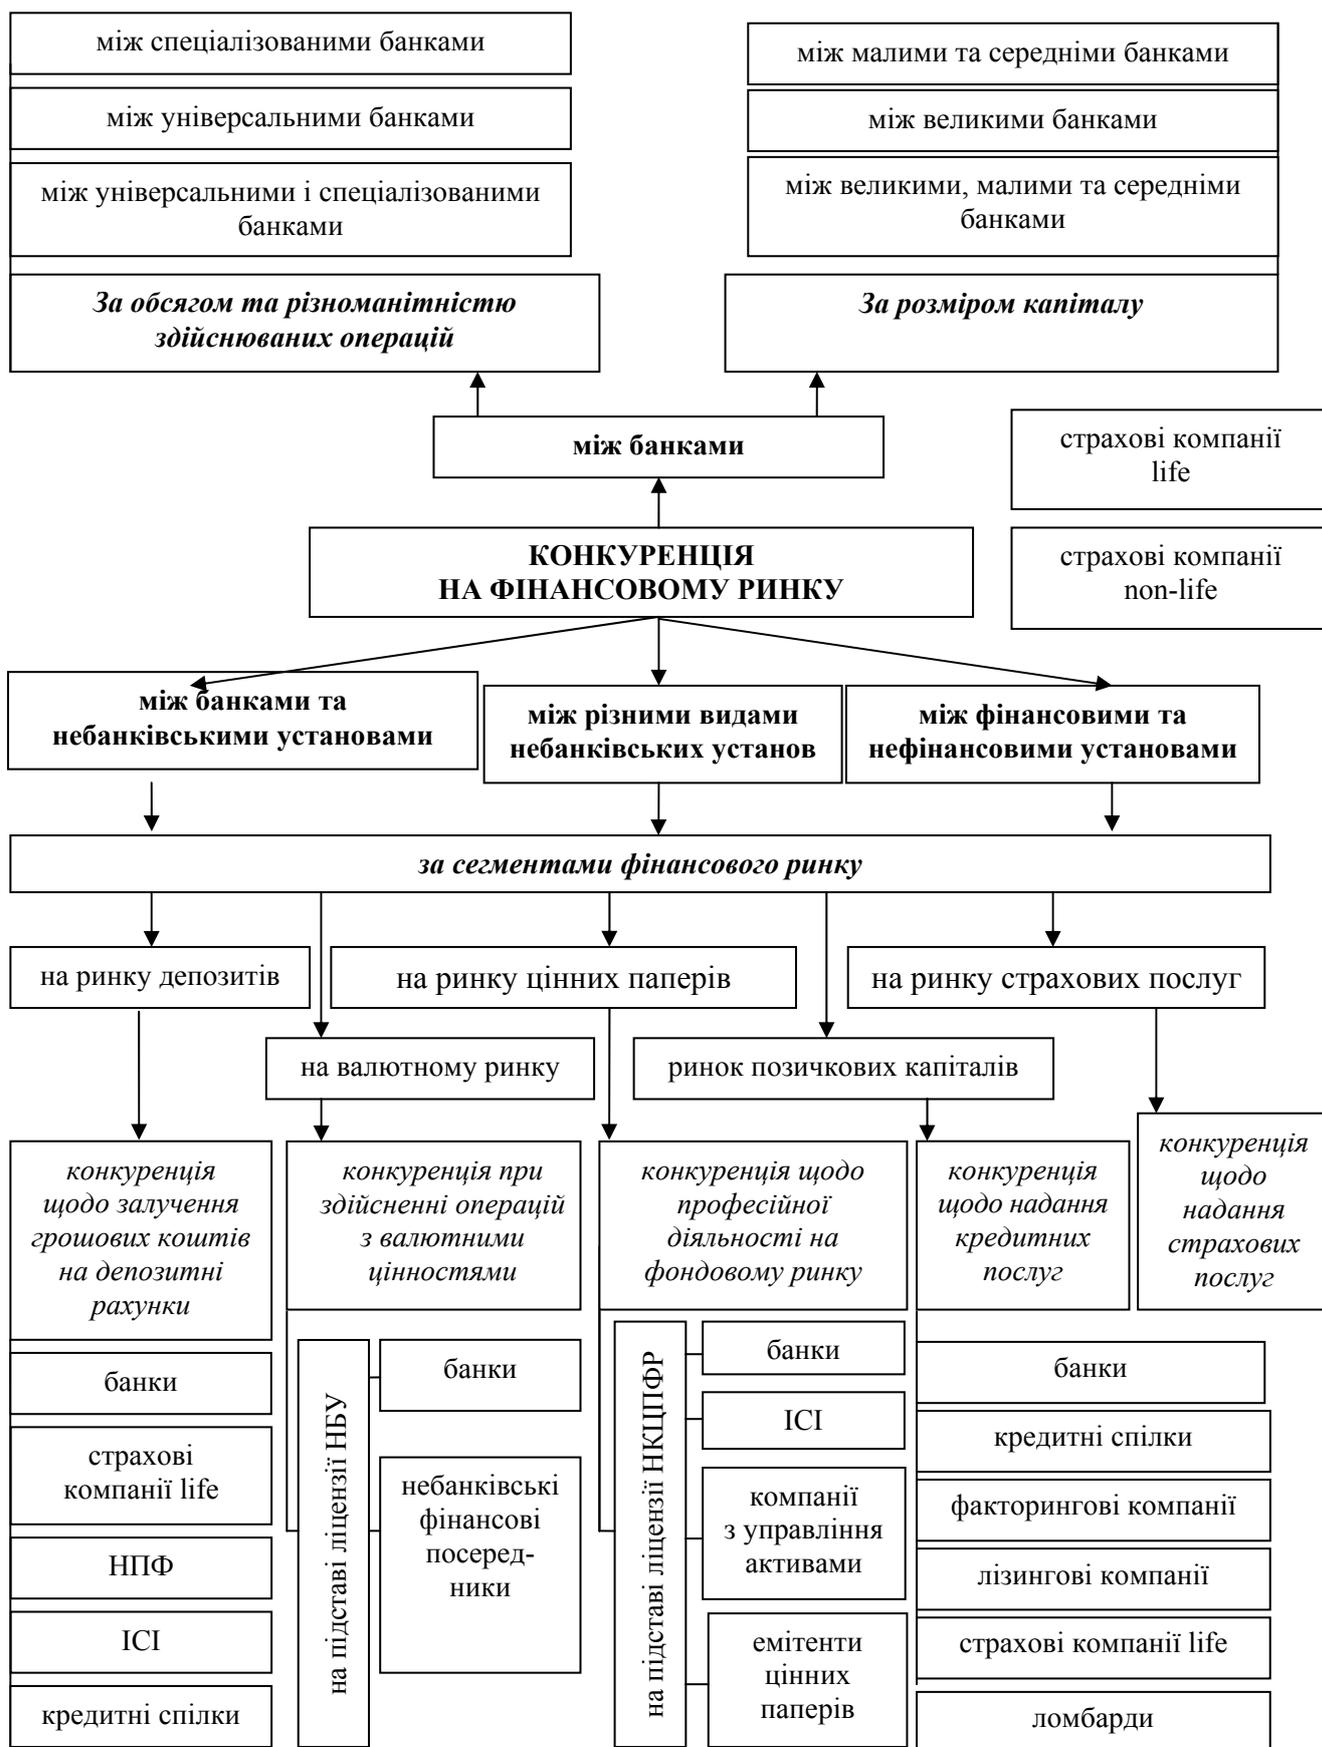 між спеціалізованими банками
між універсальними банками
між універсальними і спеціалізованими
банками
За обсягом та різноманітністю
здійснюваних операцій
між малими та середніми банками
між великими банками
між великими, малими та середніми
банками
За розміром капіталу
між банками
страхові компанії
life
страхові компанії
non-life
КОНКУРЕНЦІЯ
НА ФІНАНСОВОМУ РИНКУ
між банками та
небанківськими установами
між різними видами
небанківських установ
між фінансовими та
нефінансовими установами
за сегментами фінансового ринку
на ринку депозитів
на ринку цінних паперів
на ринку страхових послуг
на валютному ринку
ринок позичкових капіталів
конкуренція
щодо залучення
грошових коштів
на депозитні
рахунки
конкуренція при
здійсненні операцій
з валютними
цінностями
конкуренція щодо
професійної
діяльності на
фондовому ринку
конкуренція
щодо надання
кредитних
послуг
конкуренція
щодо
надання
страхових
послуг
банки
страхові
компанії life
НПФ
ІСІ
кредитні спілки
на підставі ліцензії НБУ
банки
небанківські
фінансові
посеред-
ники
на підставі ліцензії НКЦПФР
банки
ІСІ
компанії
з управління
активами
емітенти
цінних
паперів
банки
кредитні спілки
факторингові компанії
лізингові компанії
страхові компанії life
ломбарди